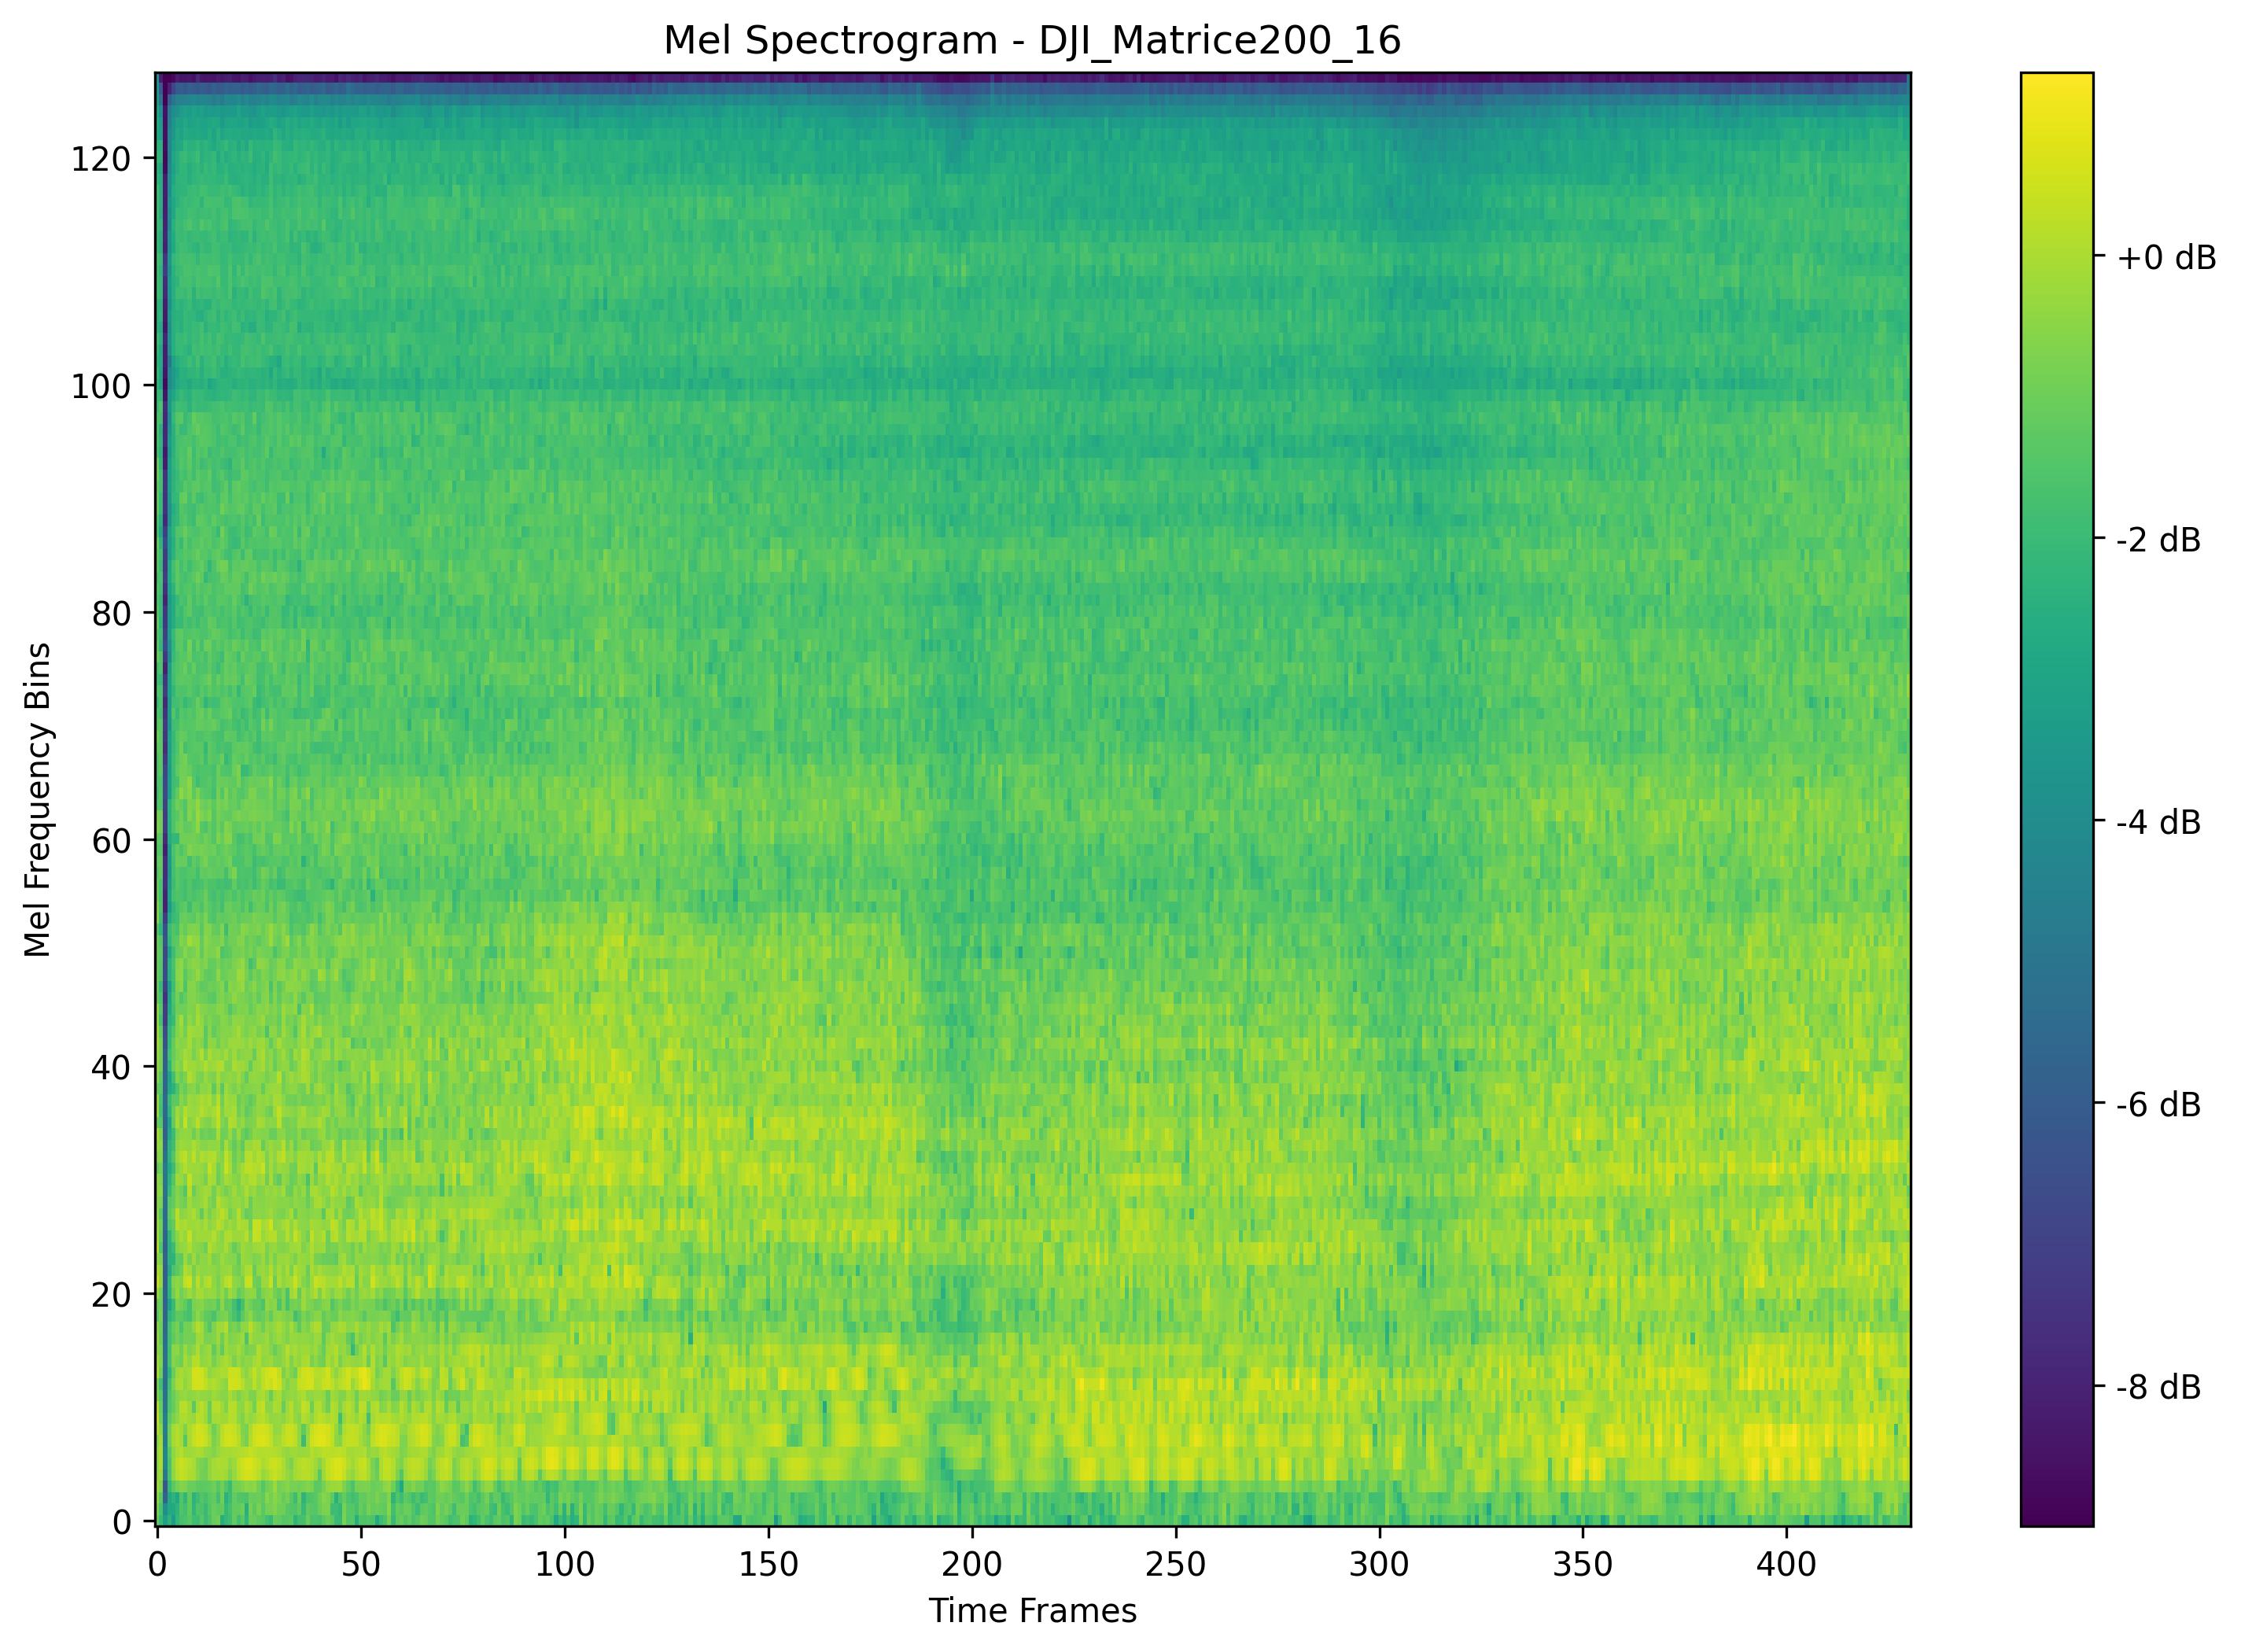 Mel Spectrogram - DJI_Matrice200_16
120
100
80
60
40
20
0
Mel Frequency Bins
0 50 100 150 200 250 300 350 400
Time Frames
+0 dB
-2 dB
-4 dB
-6 dB
-8 dB